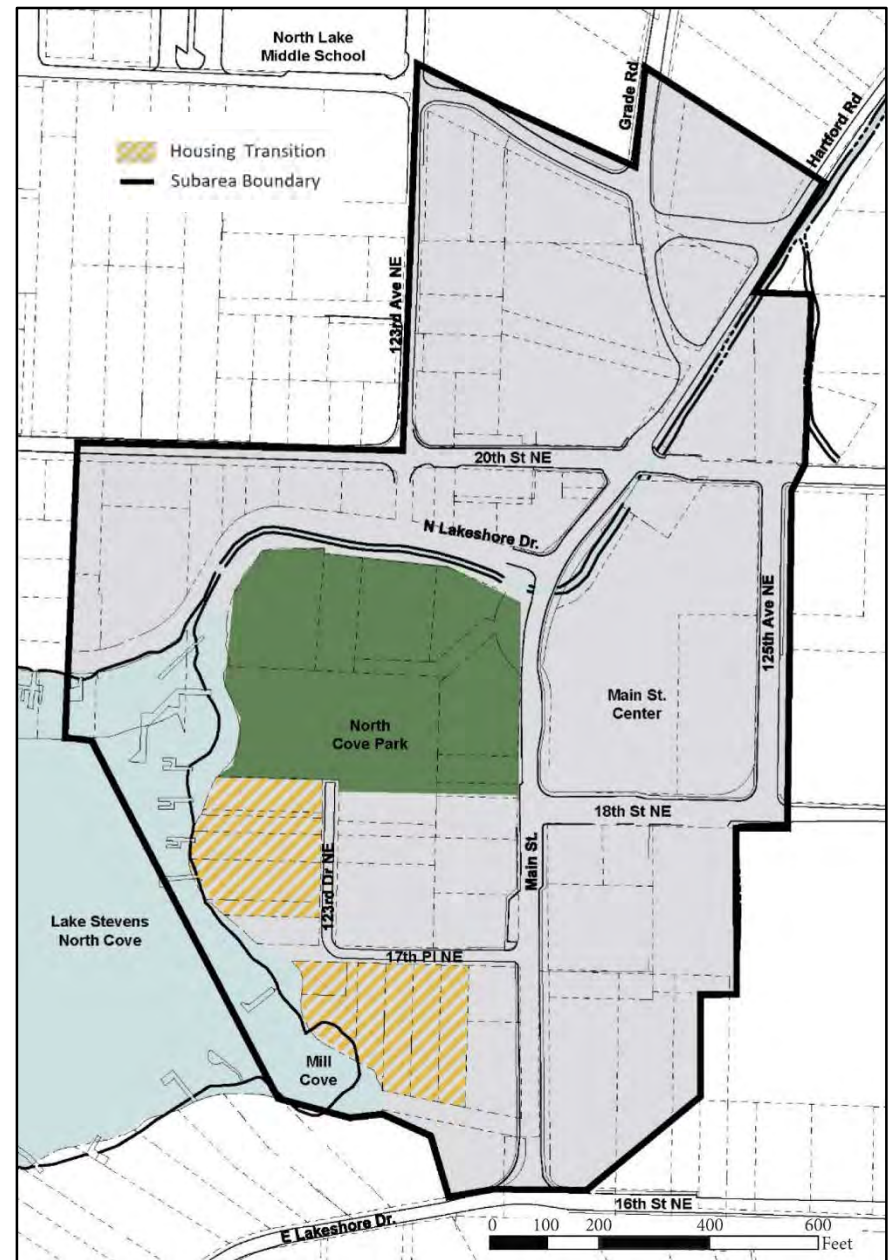 North Lake
Middle School
Grade Rd
Hartford Rd
Housing Transition
Subarea Boundary
123rd Ave NE
20th St NE
N Lakeshore Dr.
125th Ave NE
Main St.
Center
North
Cove Park
18th St NE
Main St.
123rd Dr NE
Lake Stevens
North Cove
17th Pl NE
Mill
Cove
16th St NE
E Lakeshore Dr.
0 100 200 400 600
Feet